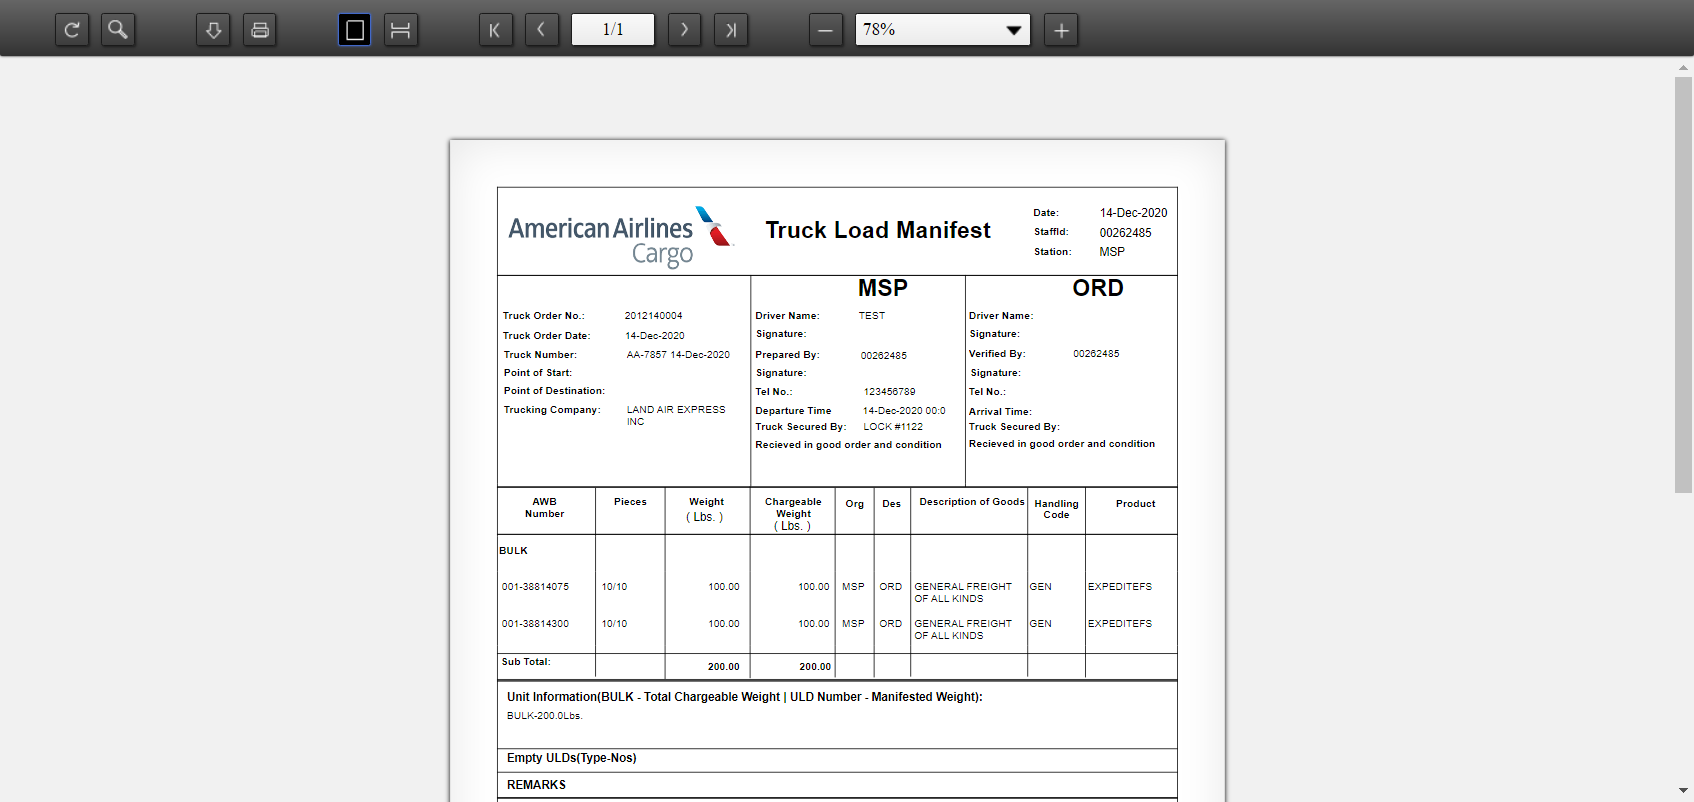 1/1
78%
American Airlines
Cargo
Truck Load Manifest
Date: 14-Dec-2020
StaffId: 00262485
Station: MSP
MSP
ORD
Truck Order No.: 2012140004
Truck Order Date: 14-Dec-2020
Truck Number: AA-7857 14-Dec-2020
Point of Start:
Point of Destination:
Trucking Company: LAND AIR EXPRESS
INC
Driver Name: TEST
Signature:
Prepared By: 00262485
Signature:
Tel No.: 123456789
Departure Time 14-Dec-2020 00:0
Truck Secured By: LOCK #1122
Recieved in good order and condition
Driver Name:
Signature:
Verified By: 00262485
Signature:
Tel No.:
Arrival Time:
Truck Secured By:
Recieved in good order and condition
AWB
Number
Pieces
Weight
( Lbs. )
Chargeable
Weight
( Lbs. )
Org
Des
Description of Goods
Handling
Code
Product
BULK
001-38814075 10/10 100.00 100.00 MSP ORD GENERAL FREIGHT GEN EXPEDITEFS
OF ALL KINDS
001-38814300 10/10 100.00 100.00 MSP ORD GENERAL FREIGHT GEN EXPEDITEFS
OF ALL KINDS
Sub Total: 200.00 200.00
Unit Information(BULK - Total Chargeable Weight | ULD Number - Manifested Weight):
BULK-200.0Lbs.
Empty ULDs(Type-Nos)
REMARKS